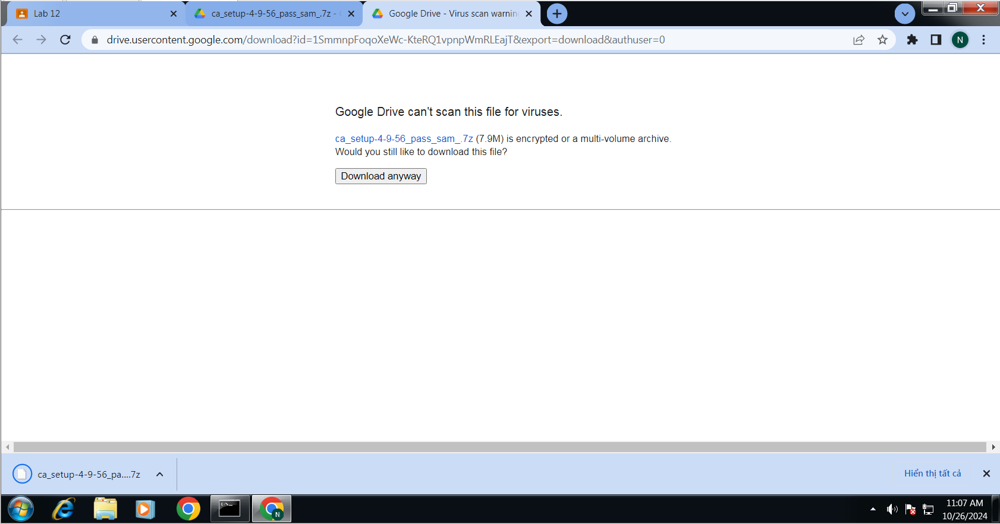 Lab 12
ca_setup-4-9-56_pass_sam_.7z -
Google Drive - Virus scan warning
drive.usercontent.google.com/download?id=1SmmnpFoqoXeWc-KteRQ1vpnpWmRLEajT&export=download&authuser=0
N
Google Drive can't scan this file for viruses.
ca_setup-4-9-56_pass_sam_.7z (7.9M) is encrypted or a multi-volume archive.
Would you still like to download this file?
Download anyway
ca_setup-4-9-56_pa....7z
Hiển thị tất cả
N
11:07 AM
10/26/2024